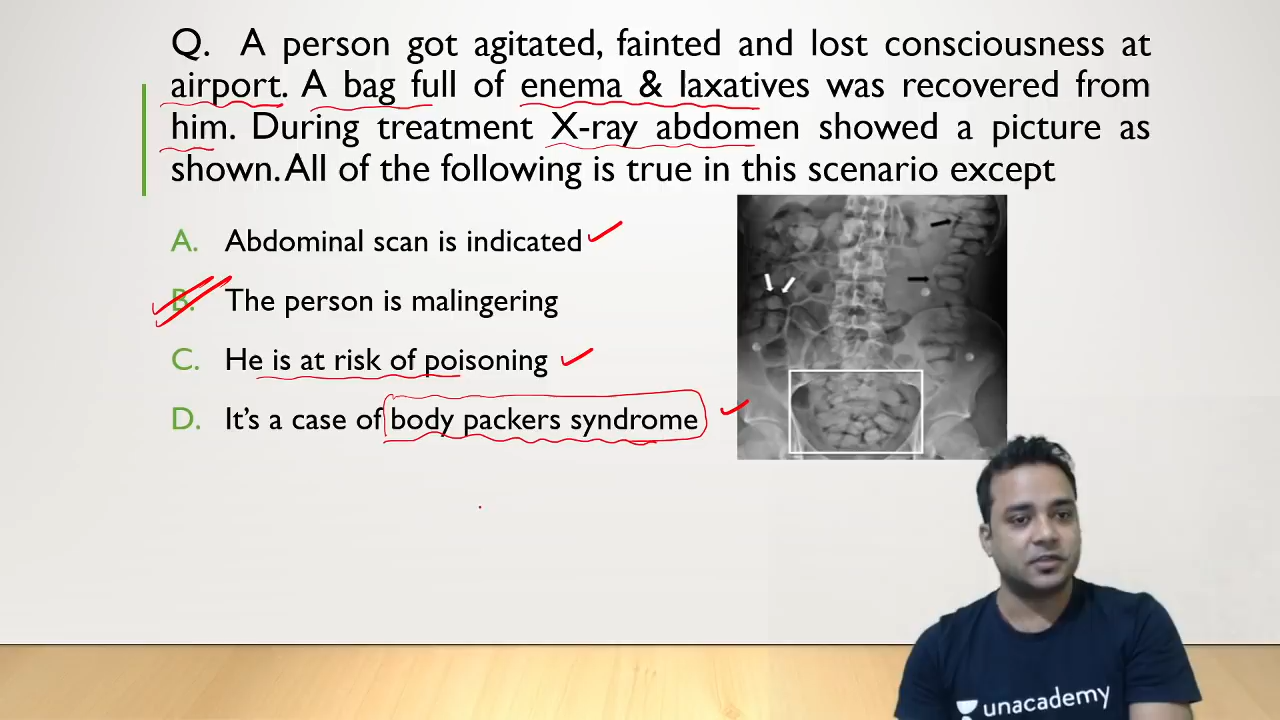 Q. A person got agitated, fainted and lost consciousness at
airport. A bag full of enema & laxatives was recovered from
him. During treatment X-ray abdomen showed a picture as
shown. All of the following is true in this scenario except
A. Abdominal scan is indicated
B. The person is malingering
C. He is at risk of poisoning
D. It's a case of body packers syndrome
unacademy